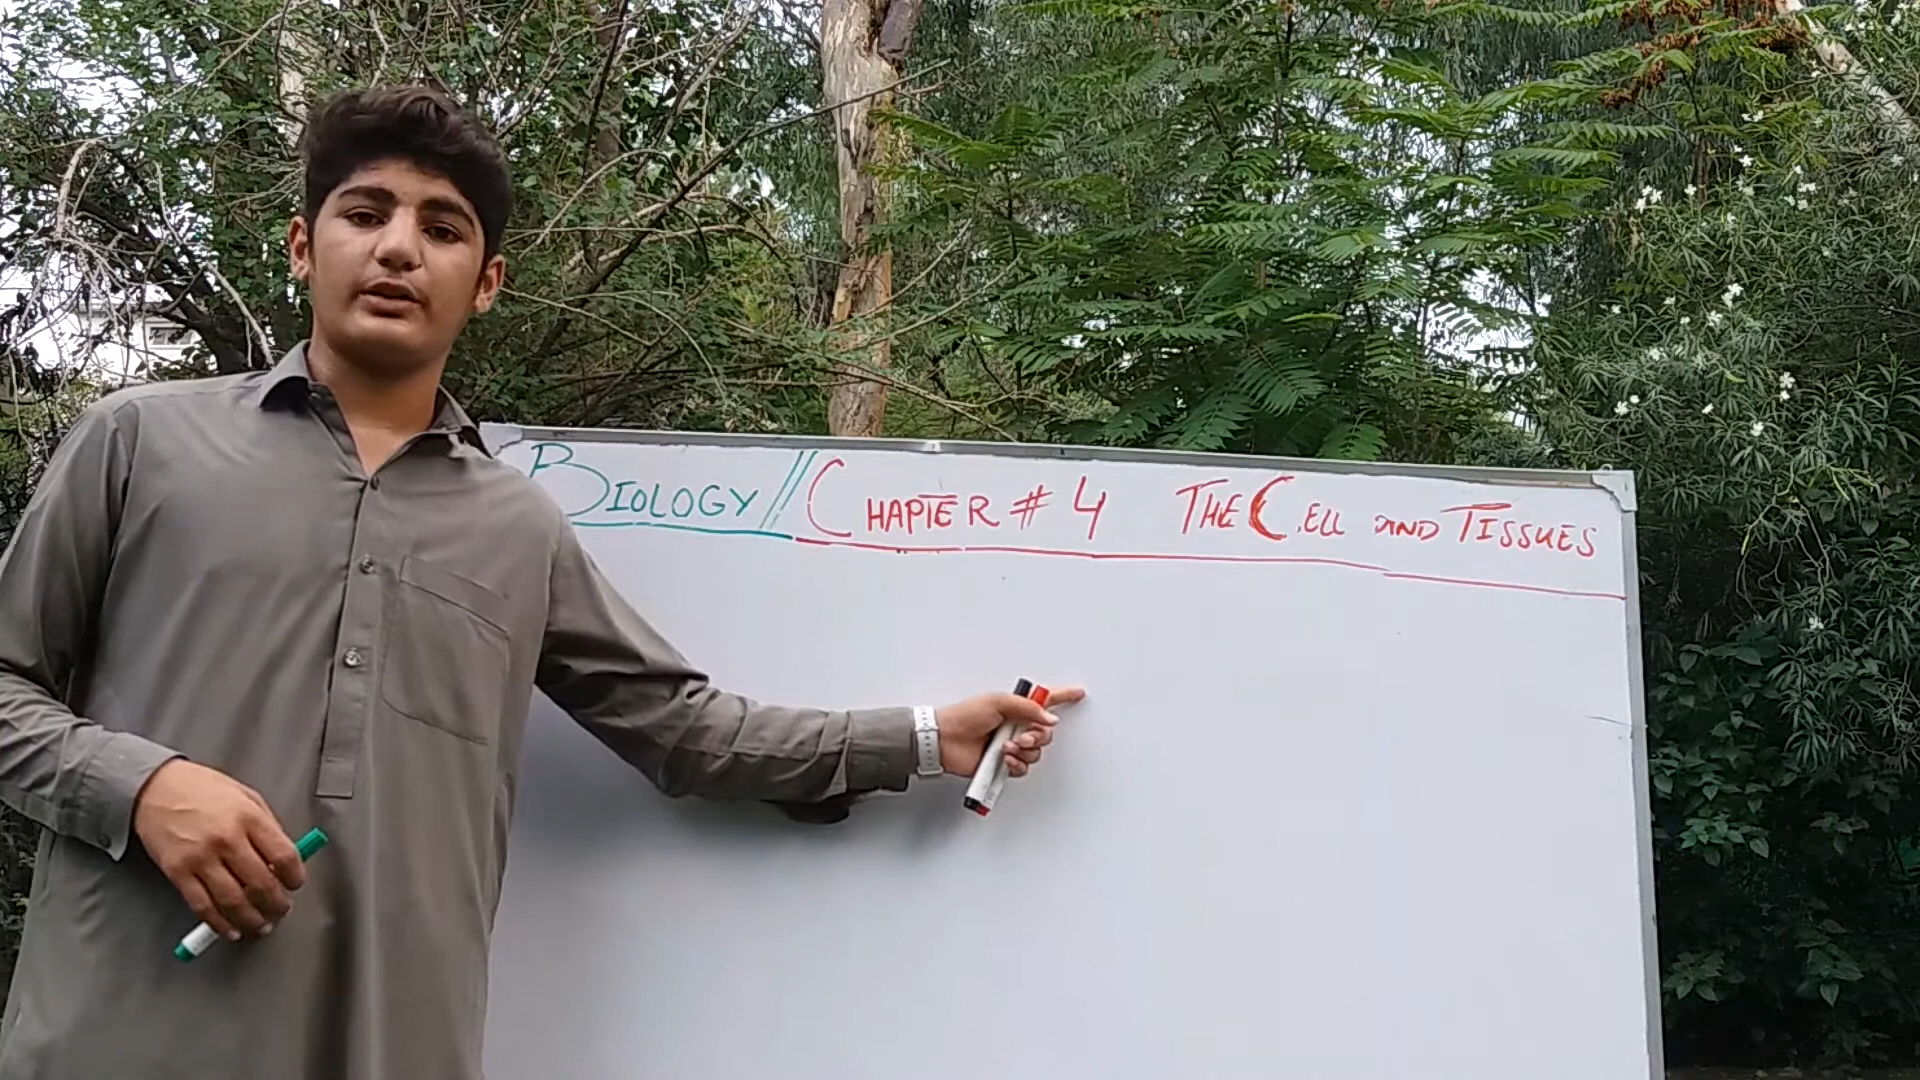 BIOLOGY // CHAPTER # 4 THE CELL AND TISSUES